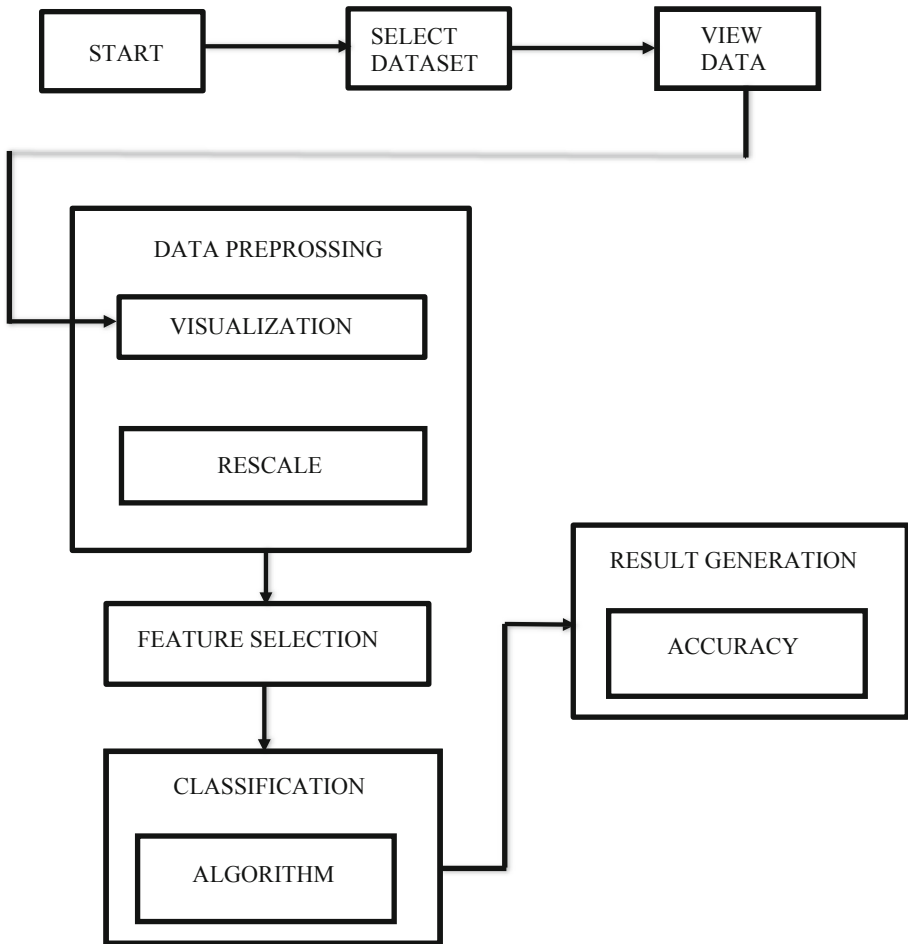 START
SELECT
DATASET
VIEW
DATA
DATA PREPROSSING
VISUALIZATION
RESCALE
FEATURE SELECTION
CLASSIFICATION
ALGORITHM
RESULT GENERATION
ACCURACY